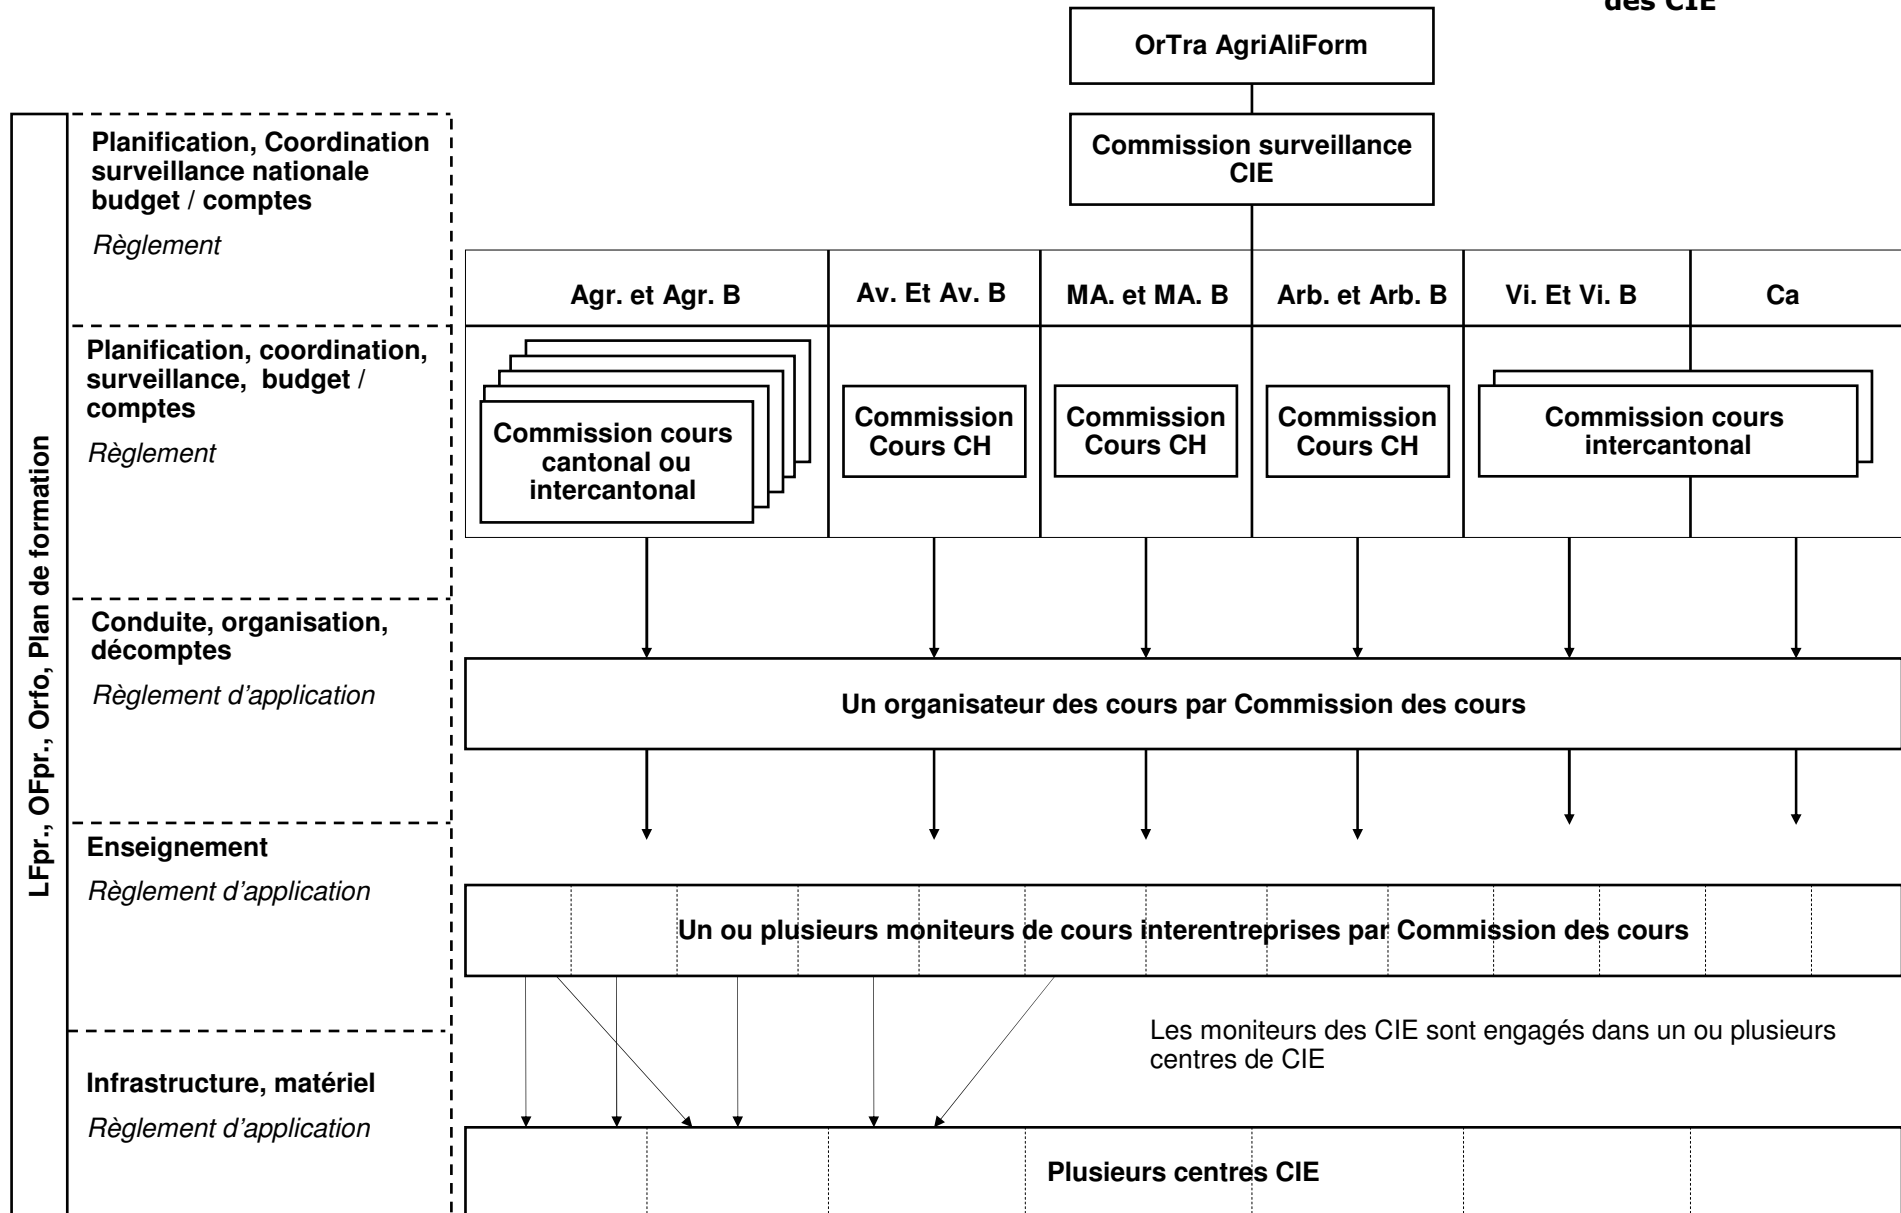 des CIE
OrTra AgriAliForm
Commission surveillance
CIE
LFpr., OFpr., Orfo, Plan de formation
Planification, Coordination
surveillance nationale
budget / comptes
Règlement
Agr. et Agr. B
Av. Et Av. B
MA. et MA. B
Arb. et Arb. B
Vi. Et Vi. B
Ca
Planification, coordination,
surveillance, budget /
comptes
Règlement
Commission cours
cantonal ou
intercantonal
Commission
Cours CH
Commission
Cours CH
Commission
Cours CH
Commission cours
intercantonal
Conduite, organisation,
décomptes
Règlement d'application
Un organisateur des cours par Commission des cours
Enseignement
Règlement d'application
Un ou plusieurs moniteurs de cours interentreprises par Commission des cours
Les moniteurs des CIE sont engagés dans un ou plusieurs
centres de CIE
Infrastructure, matériel
Règlement d'application
Plusieurs centres CIE